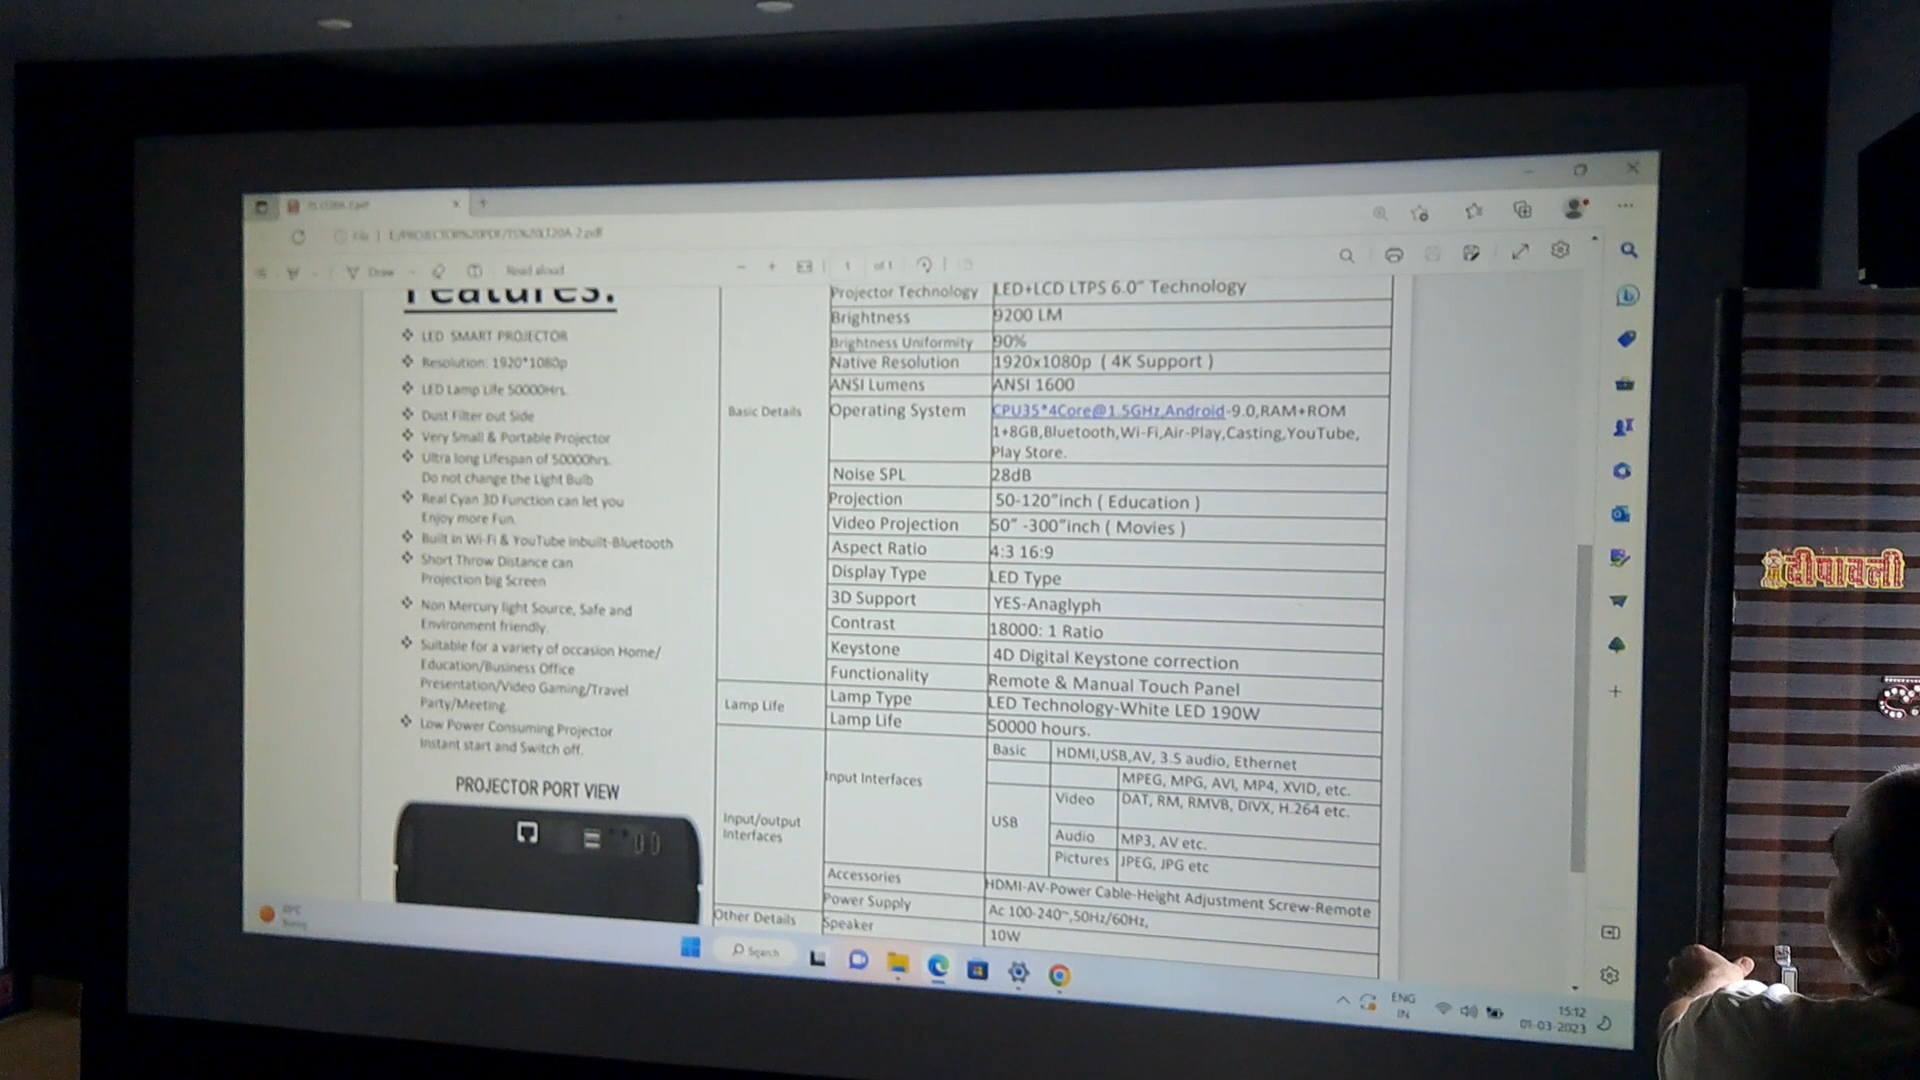 File | E:/PROJECTOR%20PDF/
Draw
Read aloud
1
of 1
Features:
LED SMART PROJECTOR
Resolution: 1920*1080p
LED Lamp Life 50000Hrs.
Dust Filter out Side
Very Small & Portable Projector
Ultra long Lifespan of 50000hrs.
Do not change the Light Bulb
Real Cyan 3D Function can let you
Enjoy more Fun.
Built in Wi-Fi & YouTube inbuilt-Bluetooth
Short Throw Distance can
Projection big Screen
Non Mercury light Source, Safe and
Environment friendly.
Suitable for a variety of occasion Home/
Education/Business Office
Presentation/Video Gaming/Travel
Party/Meeting.
Low Power Consuming Projector
Instant start and Switch off.
PROJECTOR PORT VIEW
Basic Details
Projector Technology LED+LCD LTPS 6.0" Technology
Brightness 9200 LM
Brightness Uniformity 90%
Native Resolution 1920x1080p ( 4K Support )
ANSI Lumens ANSI 1600
Operating System CPU35*4Core@1.5GHz,Android-9.0,RAM+ROM
1+8GB,Bluetooth,Wi-Fi,Air-Play,Casting,YouTube,
Play Store.
Noise SPL 28dB
Projection 50-120"inch ( Education )
Video Projection 50" -300"inch ( Movies )
Aspect Ratio 4:3 16:9
Display Type LED Type
3D Support YES-Anaglyph
Contrast 18000: 1 Ratio
Keystone 4D Digital Keystone correction
Functionality Remote & Manual Touch Panel
Lamp Life
Lamp Type LED Technology-White LED 190W
Lamp Life 50000 hours.
Input/output
Interfaces
Input Interfaces
Basic HDMI,USB,AV, 3.5 audio, Ethernet
USB
Video MPEG, MPG, AVI, MP4, XVID, etc.
DAT, RM, RMVB, DIVX, H.264 etc.
Audio MP3, AV etc.
Pictures JPEG, JPG etc
Accessories HDMI-AV-Power Cable-Height Adjustment Screw-Remote
Power Supply Ac 100-240~,50Hz/60Hz,
Other Details
Speaker 10W
Search
ENG
IN
15:12
01-03-2023
दीपावली